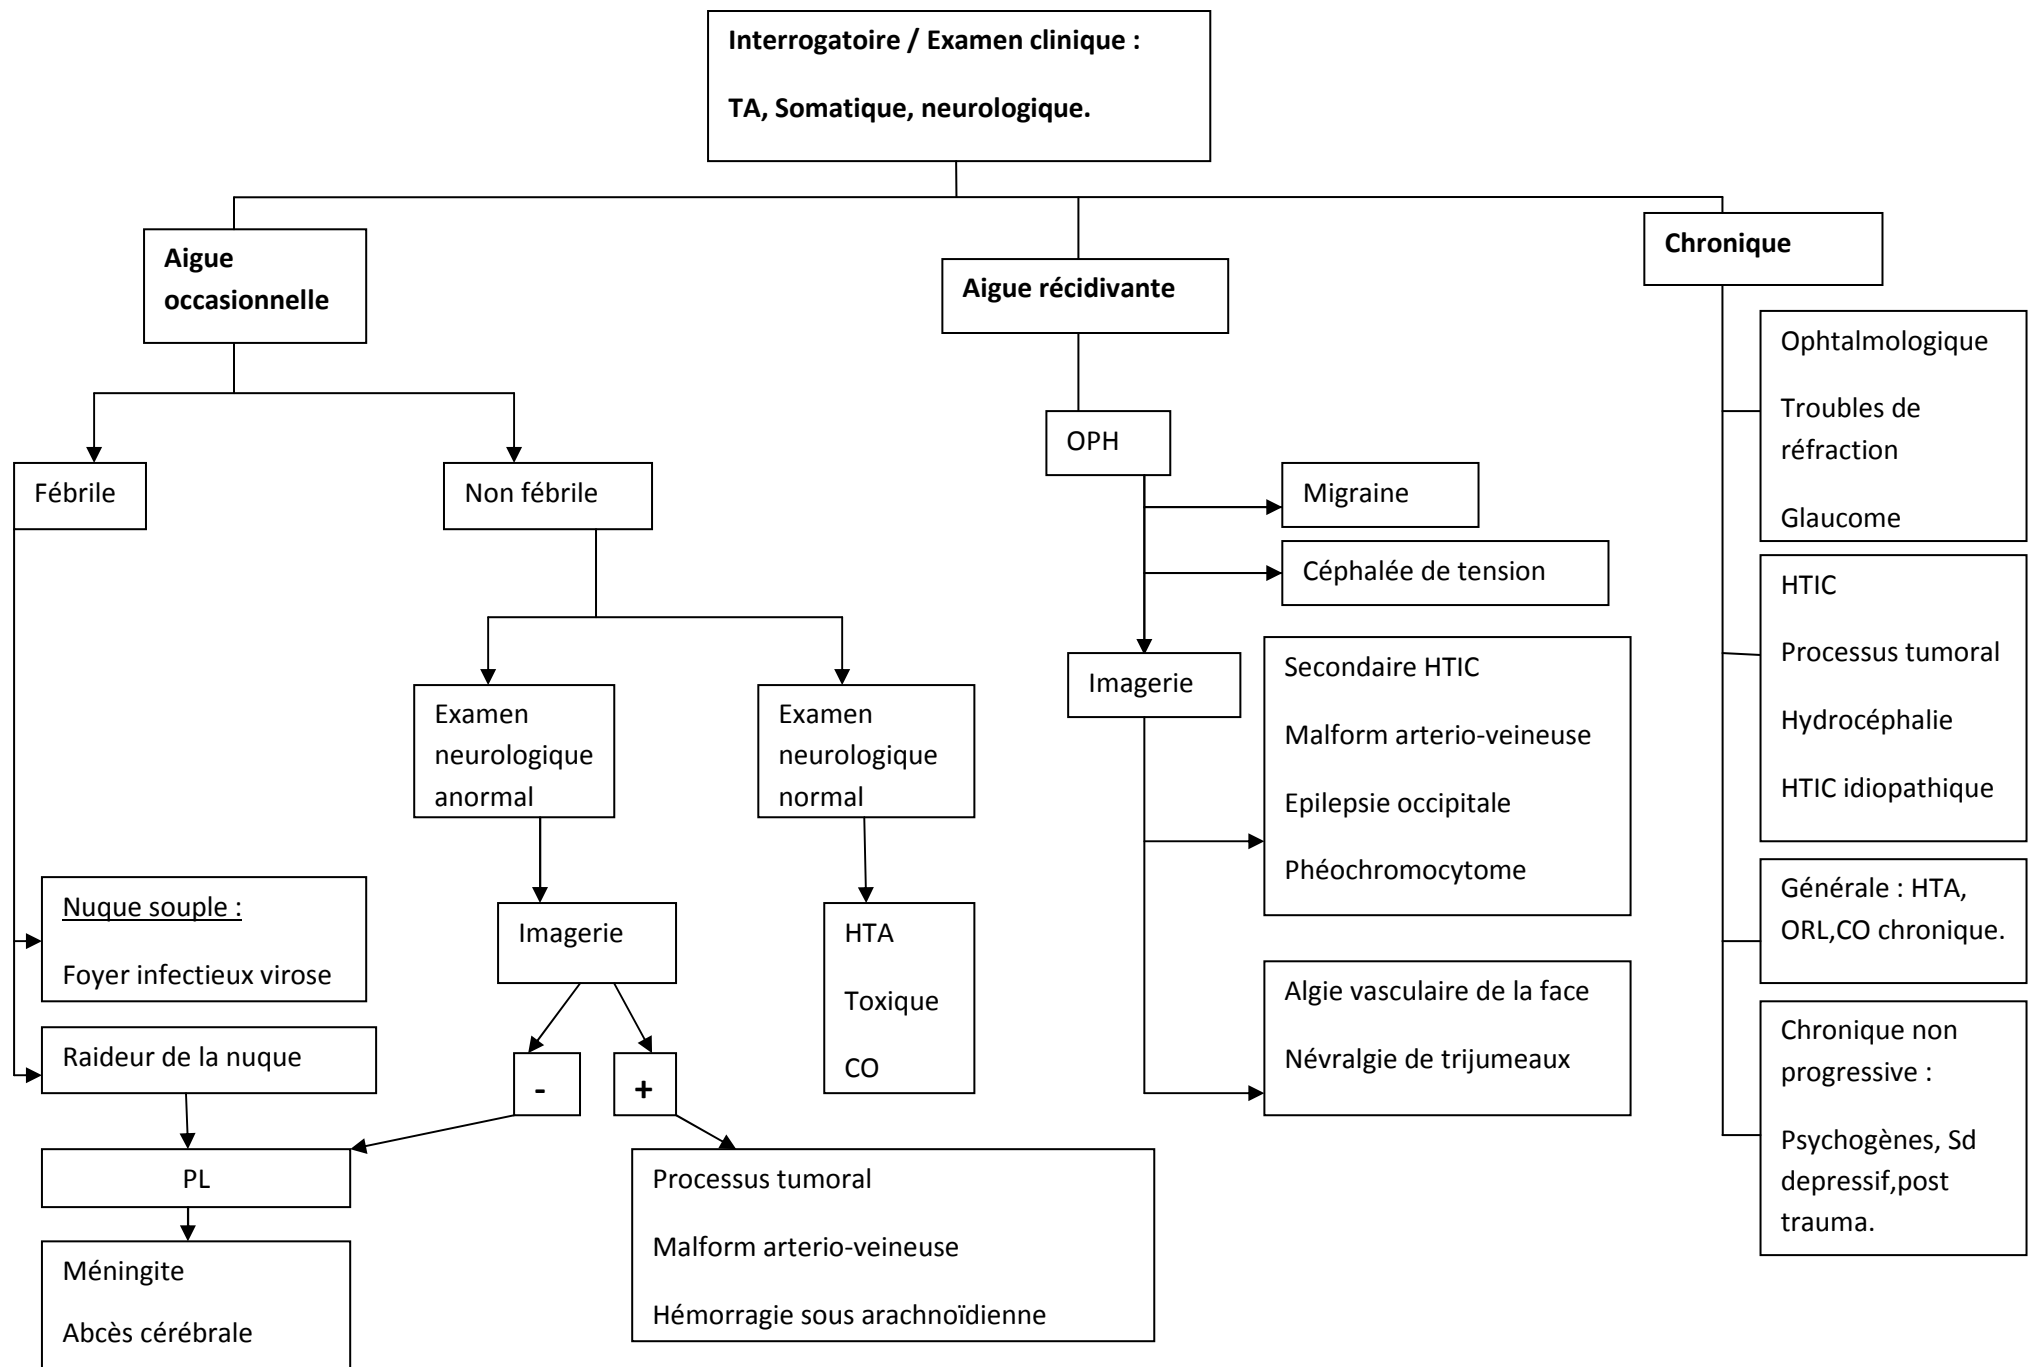 Interrogatoire / Examen clinique :
TA, Somatique, neurologique.
Aigue
occasionnelle
Aigue récidivante
Chronique
Fébrile
Non fébrile
Examen
neurologique
anormal
Examen
neurologique
normal
Nuque souple :
Foyer infectieux virose
Raideur de la nuque
Imagerie
-
+
HTA
Toxique
CO
PL
Méningite
Abcès cérébrale
Processus tumoral
Malform arterio-veineuse
Hémorragie sous arachnoïdienne
OPH
Migraine
Céphalée de tension
Imagerie
Secondaire HTIC
Malform arterio-veineuse
Epilepsie occipitale
Phéochromocytome
Algie vasculaire de la face
Névralgie de trijumeaux
Ophtalmologique
Troubles de
réfraction
Glaucome
HTIC
Processus tumoral
Hydrocéphalie
HTIC idiopathique
Générale : HTA,
ORL,CO chronique.
Chronique non
progressive :
Psychogènes, Sd
depressif,post
trauma.